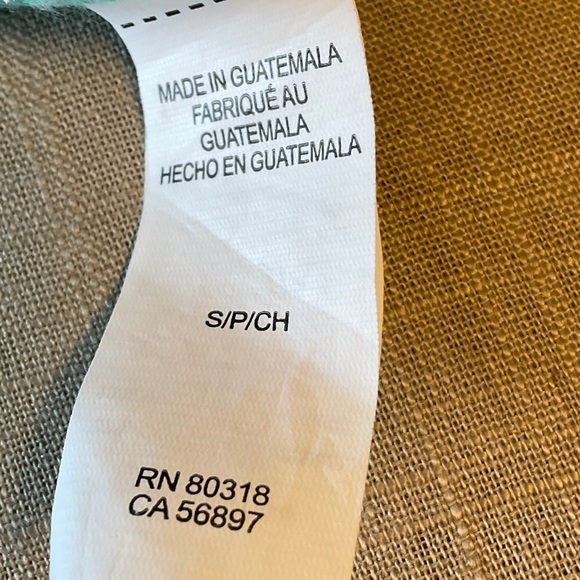 MADE IN GUATEMALA
FABRIQUÉ AU
GUATEMALA
HECHO EN GUATEMALA
S/P/CH
RN 80318
CA 56897